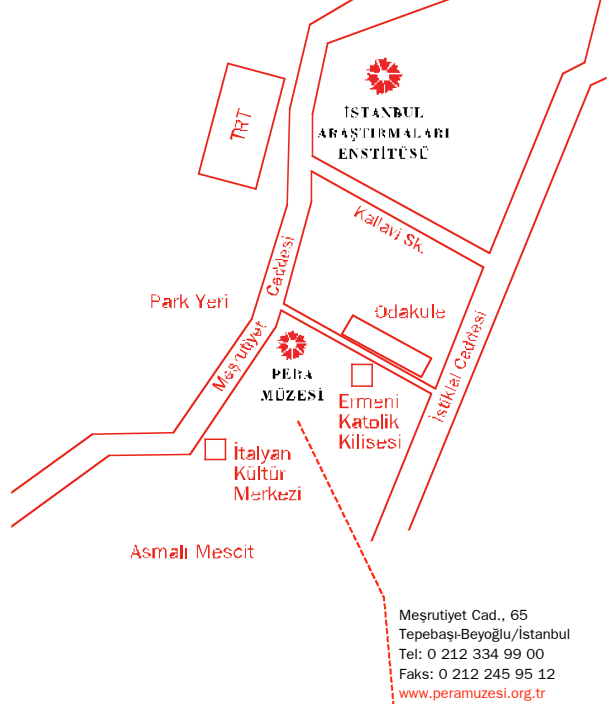 İSTANBUL
ARAŞTIRMALARI
ENSTİTÜSÜ
TRT
Kallavi Sk.
Caddesi
Park Yeri
Odakule
Meşrutiyet
İstiklal Caddesi
PERA
MÜZESİ
Ermeni
Katolik
Kilisesi
İtalyan
Kültür
Merkezi
Asmalı Mescit
Meşrutiyet Cad., 65
Tepebaşı-Beyoğlu/İstanbul
Tel: 0 212 334 99 00
Faks: 0 212 245 95 12
www.peramuzesi.org.tr